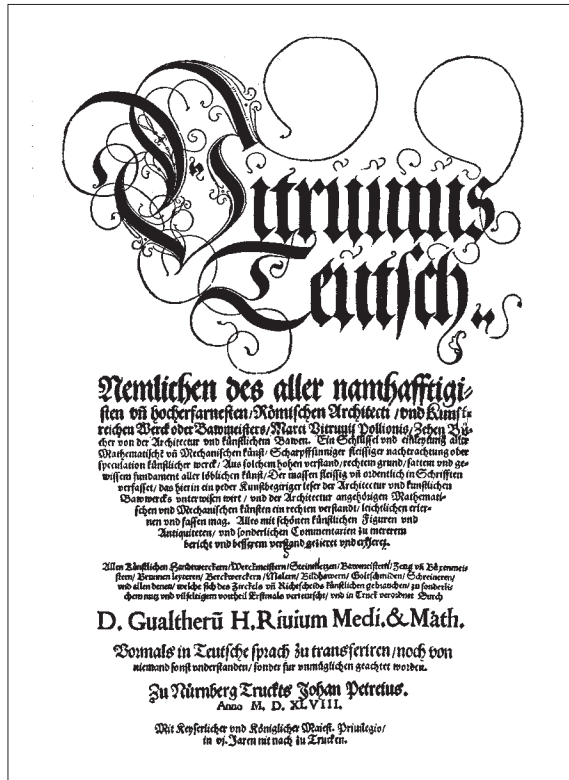 Vitruuius
Teutsch.
Nemlichen des aller namhafftigi⸗
sten vñ hocherfarnesten/Römischen Architecti/vnd Kunst⸗
reichen Werck oder Bawmeisters/Marci Vitruuij Pollionis/Zehen Bü⸗
cher von der Architectur vnd künstlichem Bawen. Ein Schlüssel vnd einleytung aller
Mathematischẽ vñ Mechanischen künst/Scharpffsinniger fleissiger nachtrachtung oder
speculation künstlicher werck/Aus solchem hohen verstand/rechtem grund/sattem vnd ge⸗
wissem fundament aller löblichen künst/Der massen fleissig vñ ordentlich in Schrifften
verfasset/das hierin ein yeder Kunstbegiriger leser der Architectur vnd künstlichen
Bawwercks vnterwisen wirt/vnd der Architectur angehörigen Mathemati⸗
schen vnd Mechanischen künsten ein rechten verstandt/leichtlichen erler⸗
nen vnd fassen mag. Alles mit schönen künstlichen Figuren vnd
Antiquiteten/vnd sonderlichen Commentarien zu mererem
bericht vnd besserem verstand gezieret vnd erkleret.
Allen Künstlichen Handtwerckern/Werckmeistern/Steinmetzen/Bawmeistern/Zeug vñ Büxenmeis
stern/Brunnenleyteren/Berckwerckern/Malern/Bildhawern/Goltschmiden/Schreineren/
vnd allen denen/welche sich des Zirckels vñ Richtscheids künstlichen gebrauchen/zu sonderlis
chem nutz vnd vilfeltigem vortheil Erstmals verteutscht/vnd in Truck verordnet Durch
D. Gualtherũ H. Riuium Medi. & Math.
Vormals in Teutsche sprach zu transferiren/noch von
niemand sonst vnderstanden/sonder fur vnmüglichen geachtet worden.
Zu Nürnberg Truckts Johan Petreius.
Anno M. D. XLVIII.
Mit Keyserlicher vnd Königlicher Maiest. Priuilegio/
in vj. Jaren nit nach zu Trucken.